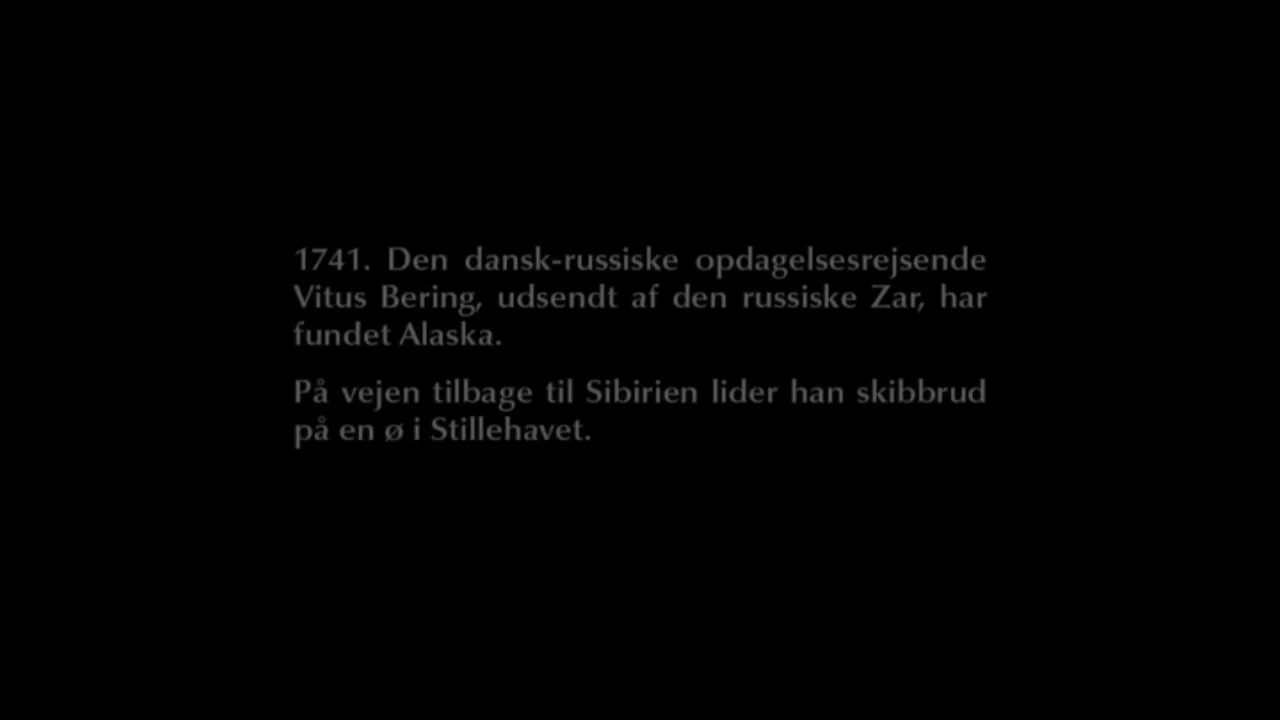 1741. Den dansk-russiske opdagelsesrejsende
Vitus Bering, udsendt af den russiske Zar, har
fundet Alaska.
På vejen tilbage til Sibirien lider han skibbrud
på en ø i Stillehavet.